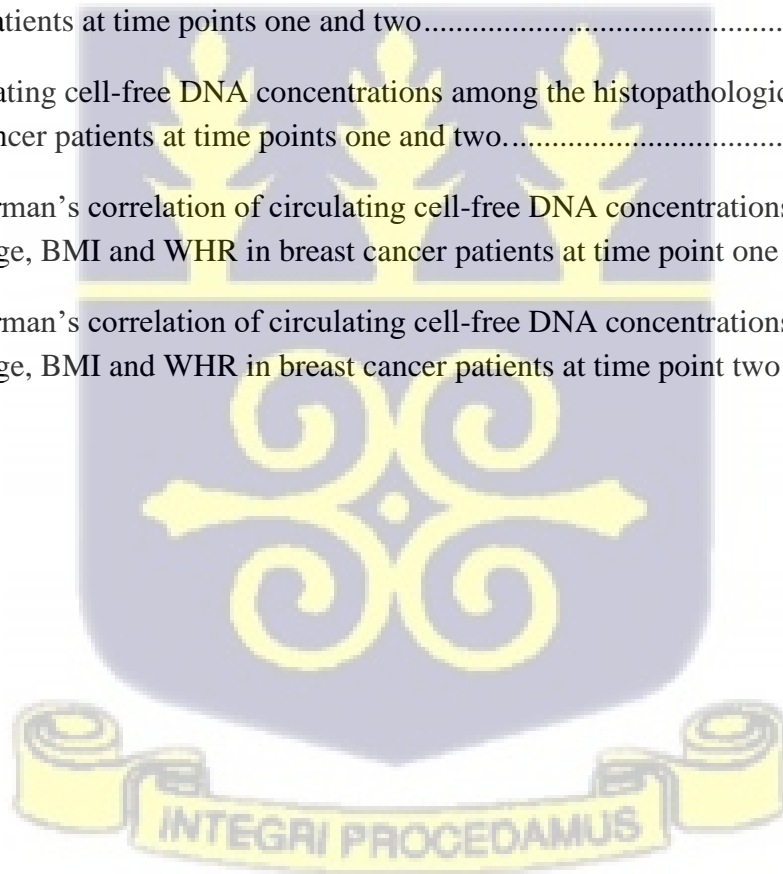 atients at time points one and two........................................
ating cell-free DNA concentrations among the histopathologic
ncer patients at time points one and two...............................
rman’s correlation of circulating cell-free DNA concentrations
ge, BMI and WHR in breast cancer patients at time point one
rman’s correlation of circulating cell-free DNA concentrations
ge, BMI and WHR in breast cancer patients at time point two
INTEGRI PROCEDAMUS